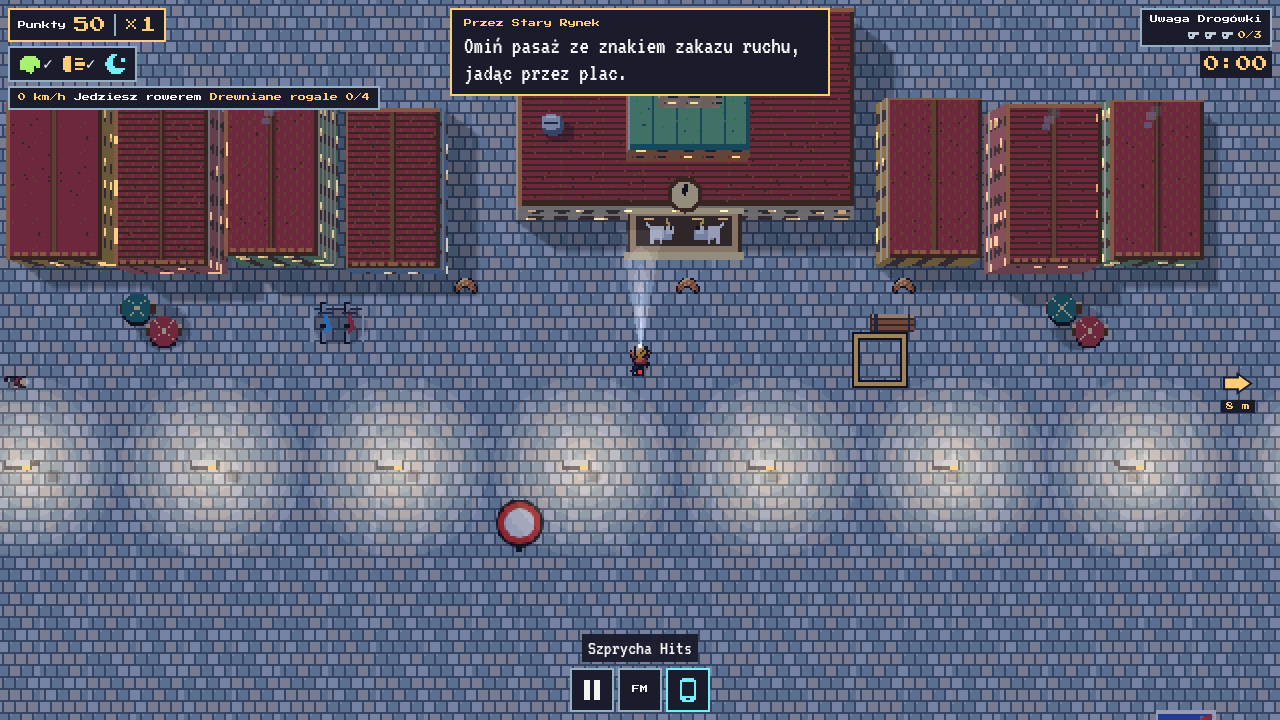 Punkty 50 ×1
Przez Stary Rynek
Omiń pasaż ze znakiem zakazu ruchu,
jadąc przez plac.
Uwaga Drogówki
0/3
0:00
0 km/h Jedziesz rowerem Drewniane rogale 0/4
8 m
Szprycha Hits
FM